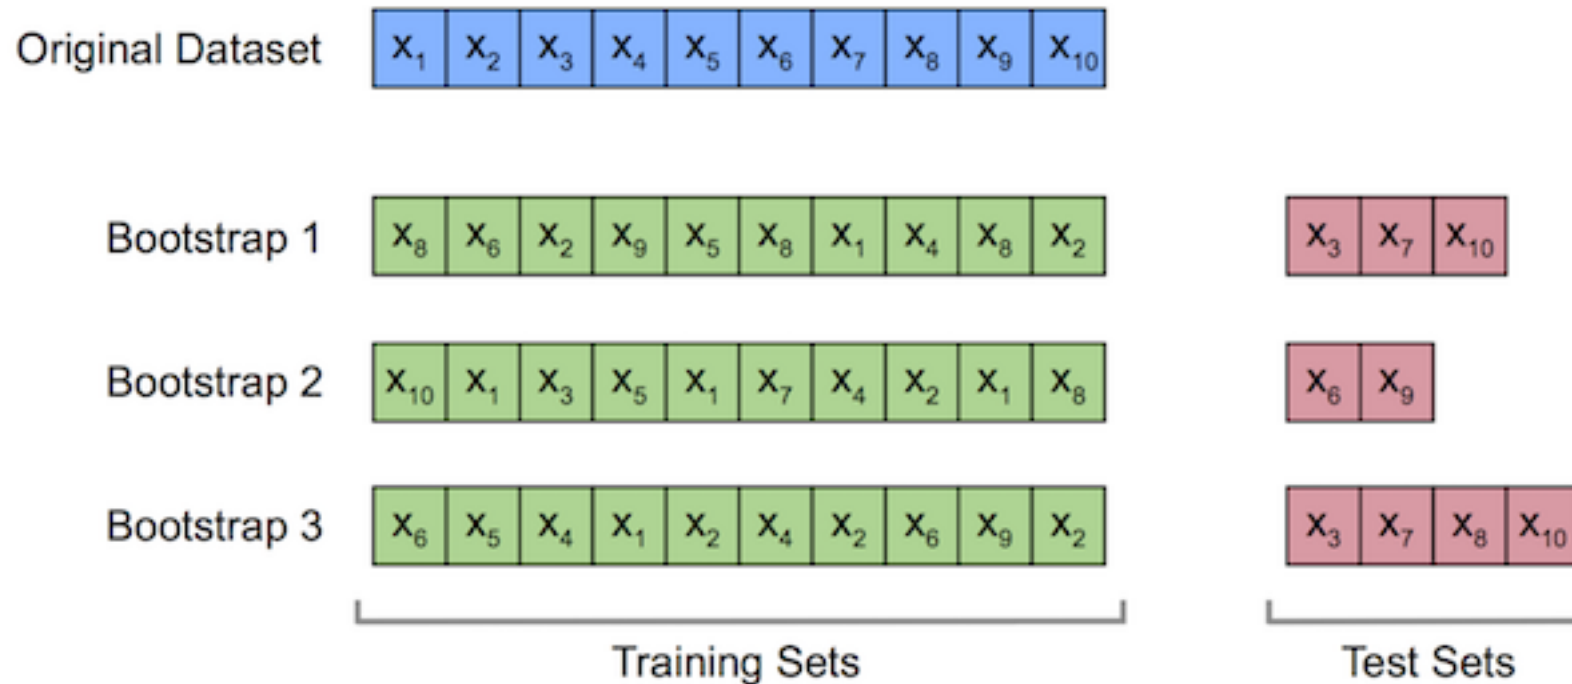 Original Dataset x₁ x₂ x₃ x₄ x₅ x₆ x₇ x₈ x₉ x₁₀
Bootstrap 1 x₈ x₆ x₂ x₉ x₅ x₈ x₁ x₄ x₈ x₂ x₃ x₇ x₁₀
Bootstrap 2 x₁₀ x₁ x₃ x₅ x₁ x₇ x₄ x₂ x₁ x₈ x₆ x₉
Bootstrap 3 x₆ x₅ x₄ x₁ x₂ x₄ x₂ x₆ x₉ x₂ x₃ x₇ x₈ x₁₀
Training Sets Test Sets